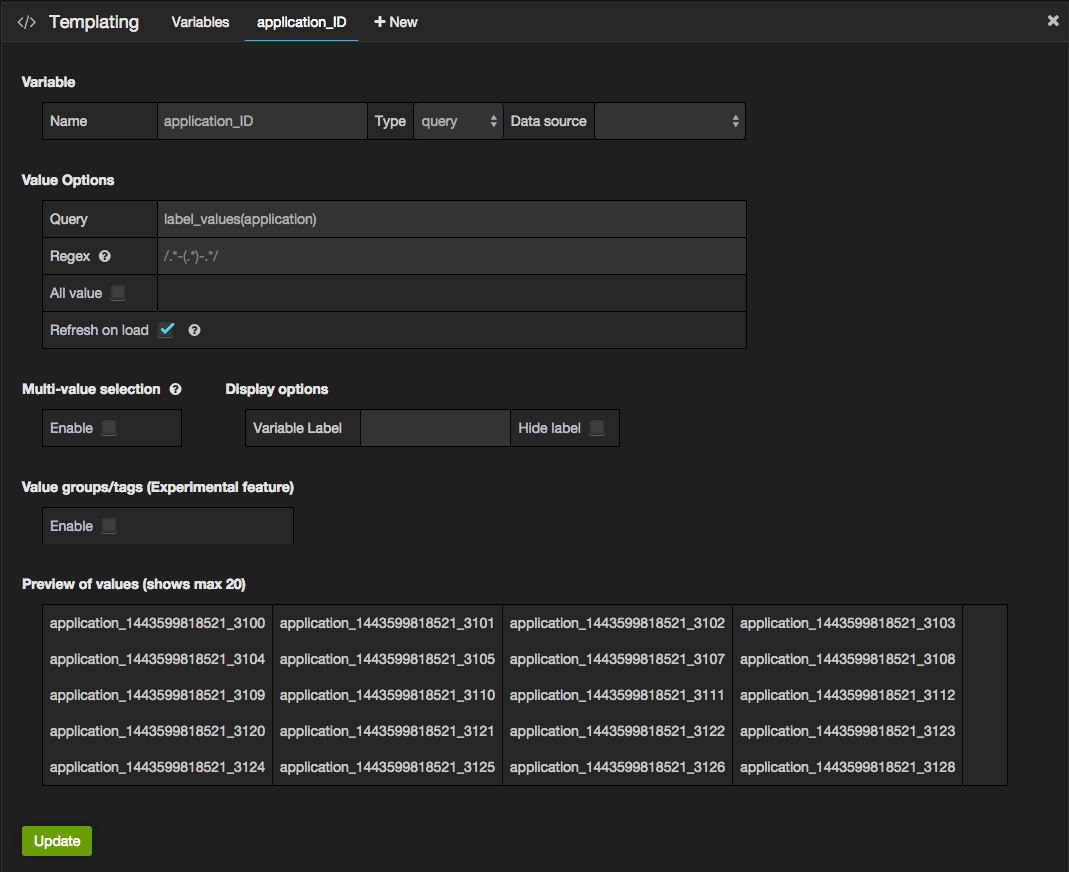 </> Templating Variables application_ID + New ×
Variable
Name application_ID Type query Data source
Value Options
Query label_values(application)
Regex ? /.*-(.*)-.*/
All value
Refresh on load ?
Multi-value selection ? Display options
Enable Variable Label Hide label
Value groups/tags (Experimental feature)
Enable
Preview of values (shows max 20)
application_1443599818521_3100 application_1443599818521_3101 application_1443599818521_3102 application_1443599818521_3103
application_1443599818521_3104 application_1443599818521_3105 application_1443599818521_3107 application_1443599818521_3108
application_1443599818521_3109 application_1443599818521_3110 application_1443599818521_3111 application_1443599818521_3112
application_1443599818521_3120 application_1443599818521_3121 application_1443599818521_3122 application_1443599818521_3123
application_1443599818521_3124 application_1443599818521_3125 application_1443599818521_3126 application_1443599818521_3128
Update